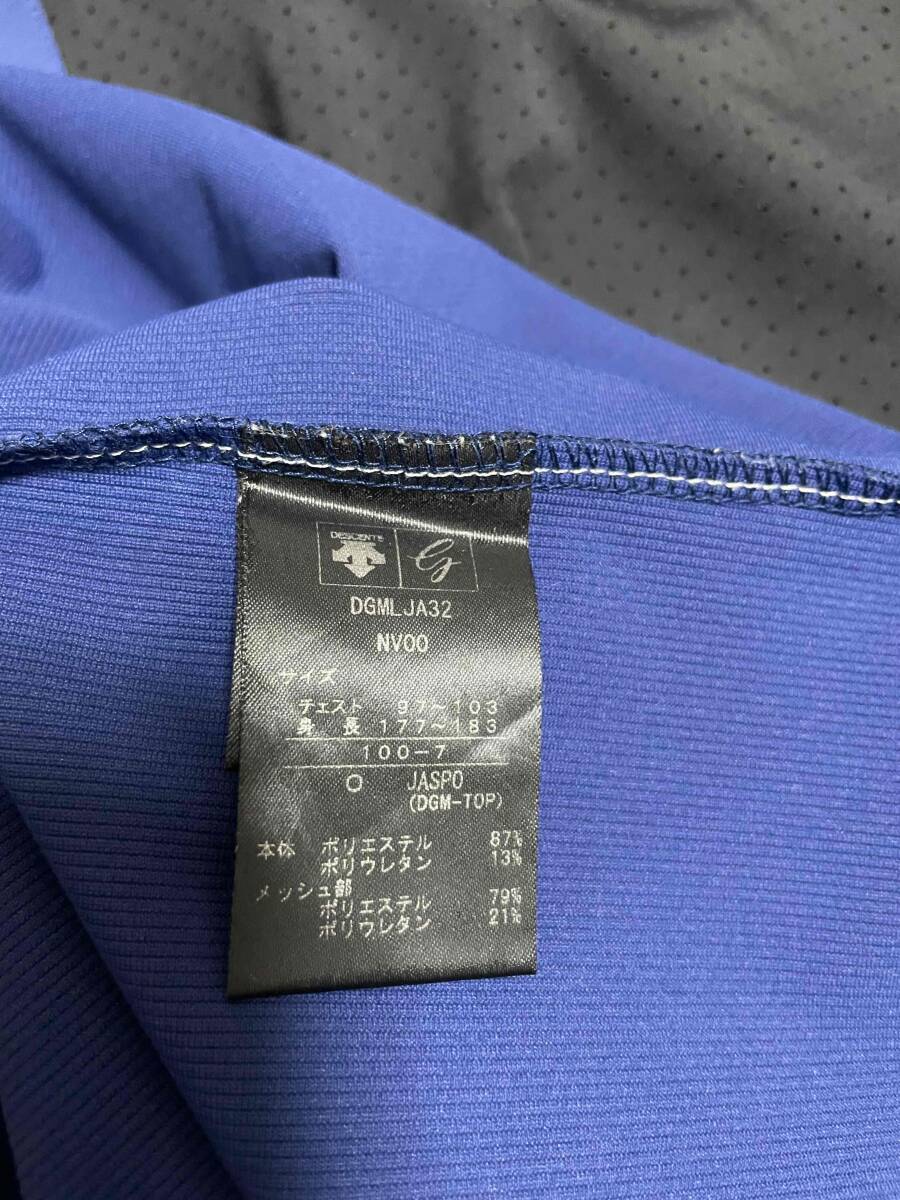 DESCENTE
G
DGMLJA32
NV00
サイズ
チェスト 97~103
身 長 177~183
100-7
O JASPO
(DGM-TOP)
本体 ポリエステル 87%
ポリウレタン 13%
メッシュ部
ポリエステル 79%
ポリウレタン 21%